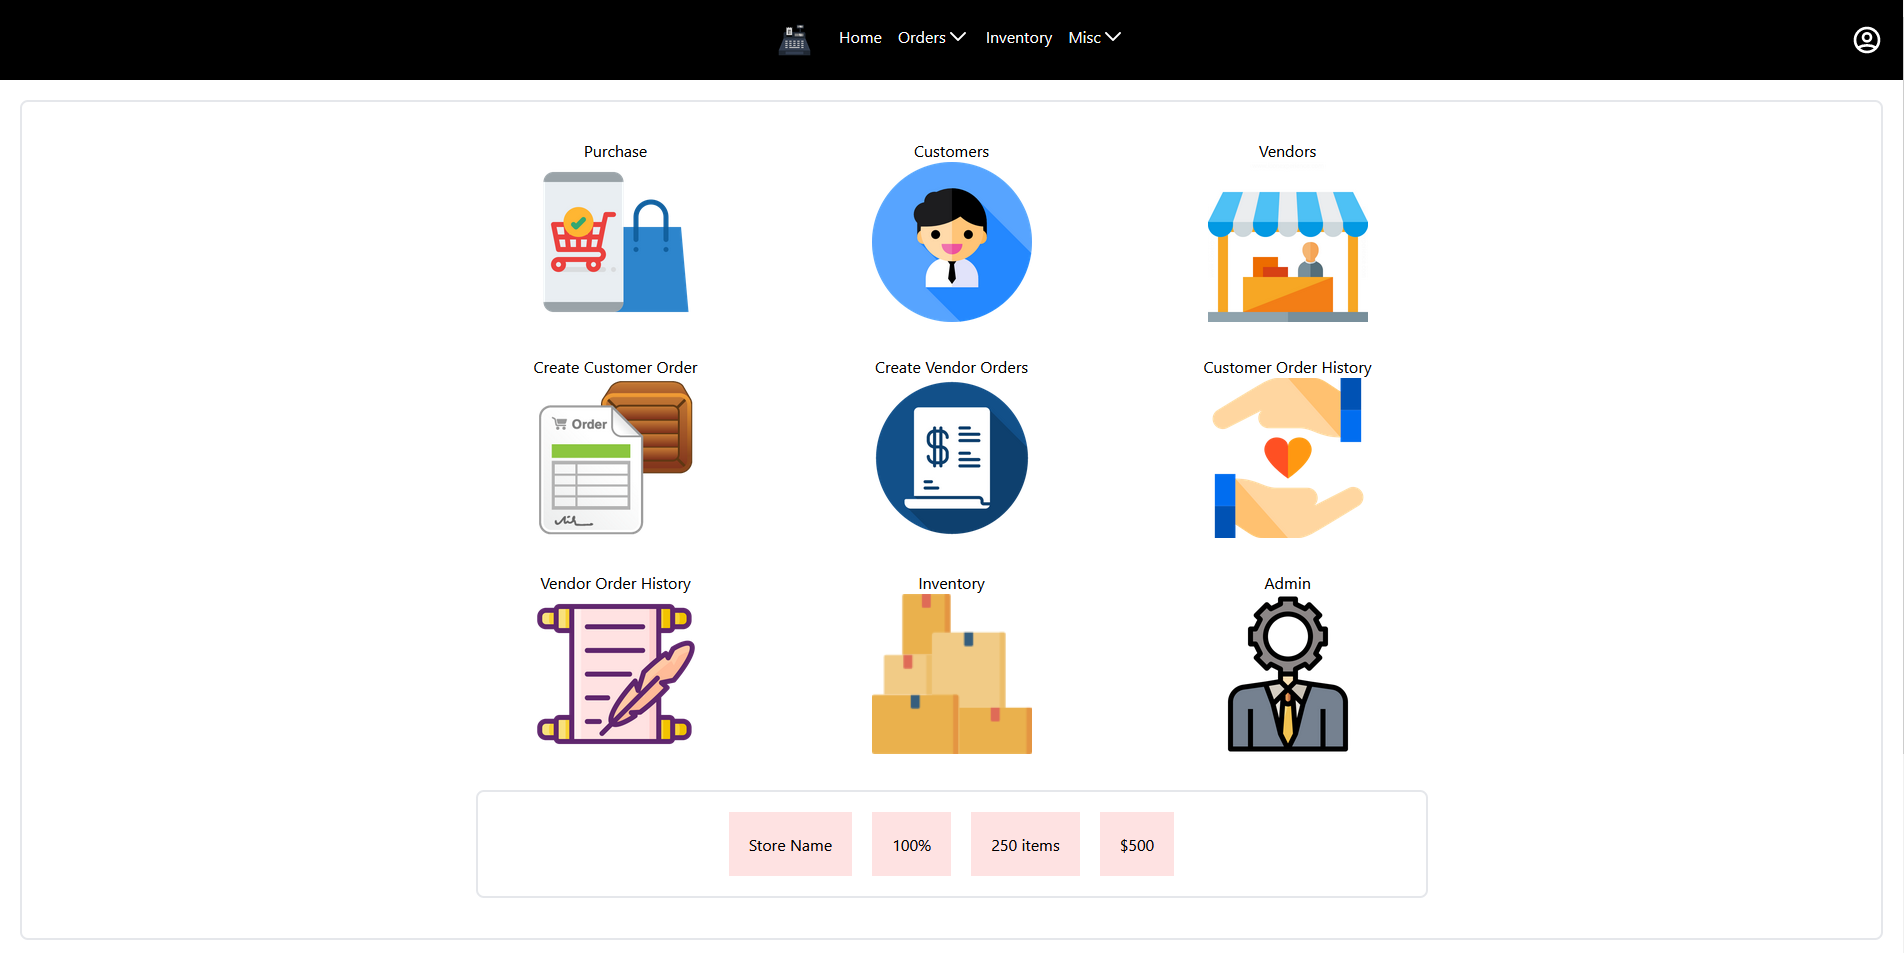 Home Orders Inventory Misc
Purchase Customers Vendors
Create Customer Order Create Vendor Orders Customer Order History
Order
$
Vendor Order History Inventory Admin
Store Name 100% 250 items $500